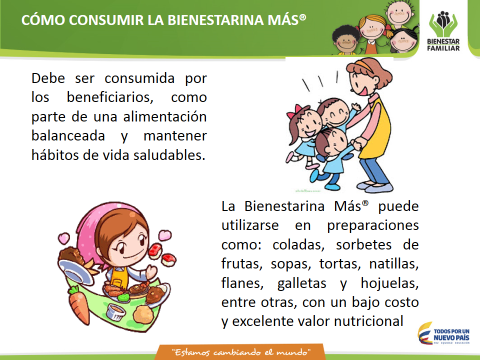 CÓMO CONSUMIR LA BIENESTARINA MÁS®
BIENESTAR
FAMILIAR
Debe ser consumida por
los beneficiarios, como
parte de una alimentación
balanceada y mantener
hábitos de vida saludables.
La Bienestarina Más® puede
utilizarse en preparaciones
como: coladas, sorbetes de
frutas, sopas, tortas, natillas,
flanes, galletas y hojuelas,
entre otras, con un bajo costo
y excelente valor nutricional
TODOS POR UN
NUEVO PAÍS
"Estamos cambiando el mundo"